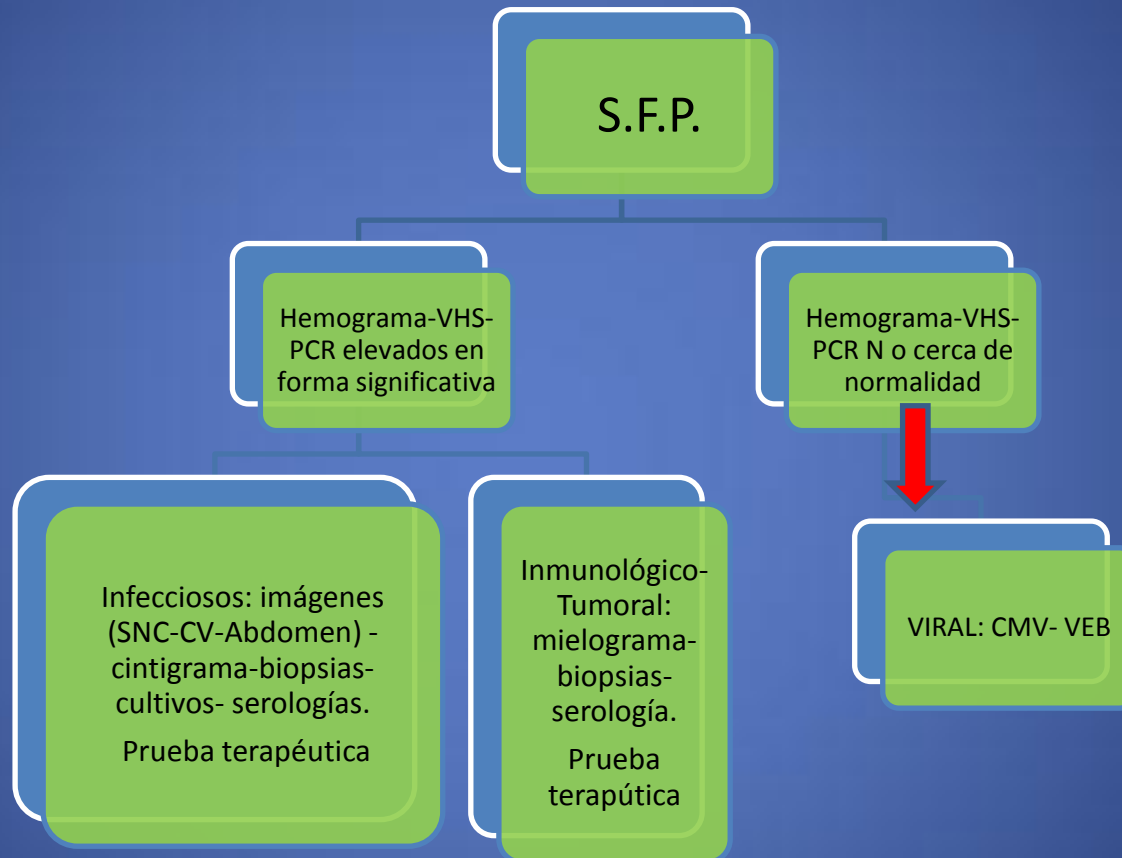 S.F.P.
Hemograma-VHS-
PCR elevados en
forma significativa
Hemograma-VHS-
PCR N o cerca de
normalidad
Infecciosos: imágenes
(SNC-CV-Abdomen) -
cintigrama-biopsias-
cultivos- serologías.
Prueba terapéutica
Inmunológico-
Tumoral:
mielograma-
biopsias-
serología.
Prueba
terapútica
VIRAL: CMV- VEB